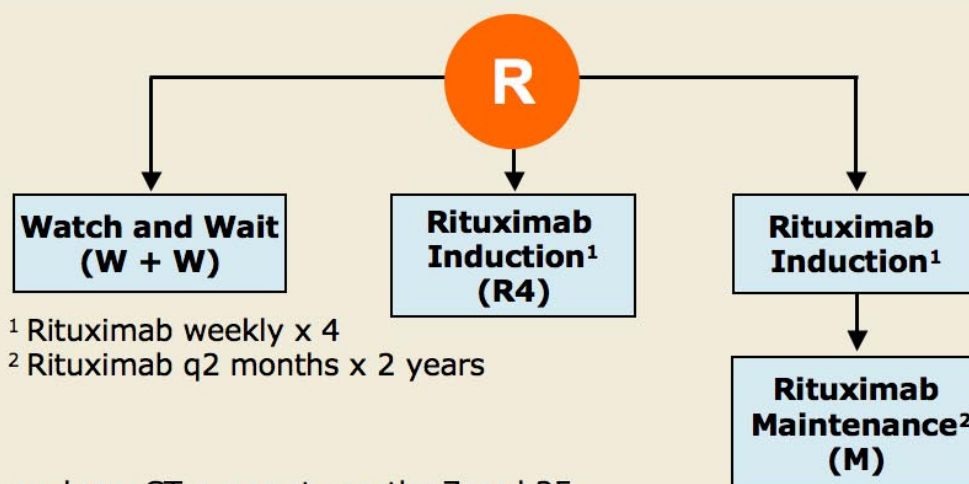 R
Watch and Wait
(W + W)
Rituximab
Induction¹
(R4)
Rituximab
Induction¹
¹ Rituximab weekly x 4
² Rituximab q2 months x 2 years
Rituximab
Maintenance²
(M)